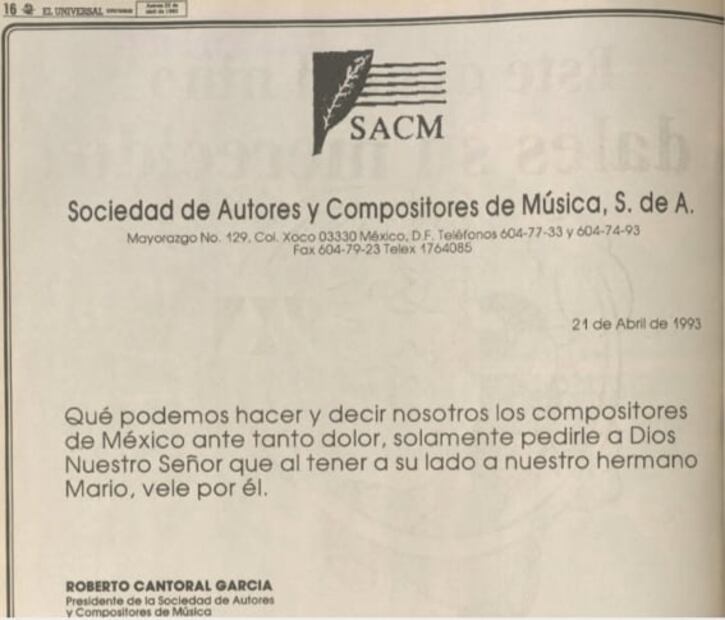 16 EL UNIVERSAL
SACM
Sociedad de Autores y Compositores de Música, S. de A.
Mayorazgo No. 129, Col. Xoco 03330 México, D.F. Teléfonos 604-77-33 y 604-74-93
Fax 604-79-23 Telex 1764085
21 de Abril de 1993
Qué podemos hacer y decir nosotros los compositores
de México ante tanto dolor, solamente pedirle a Dios
Nuestro Señor que al tener a su lado a nuestro hermano
Mario, vele por él.
ROBERTO CANTORAL GARCIA
Presidente de la Sociedad de Autores
y Compositores de Música